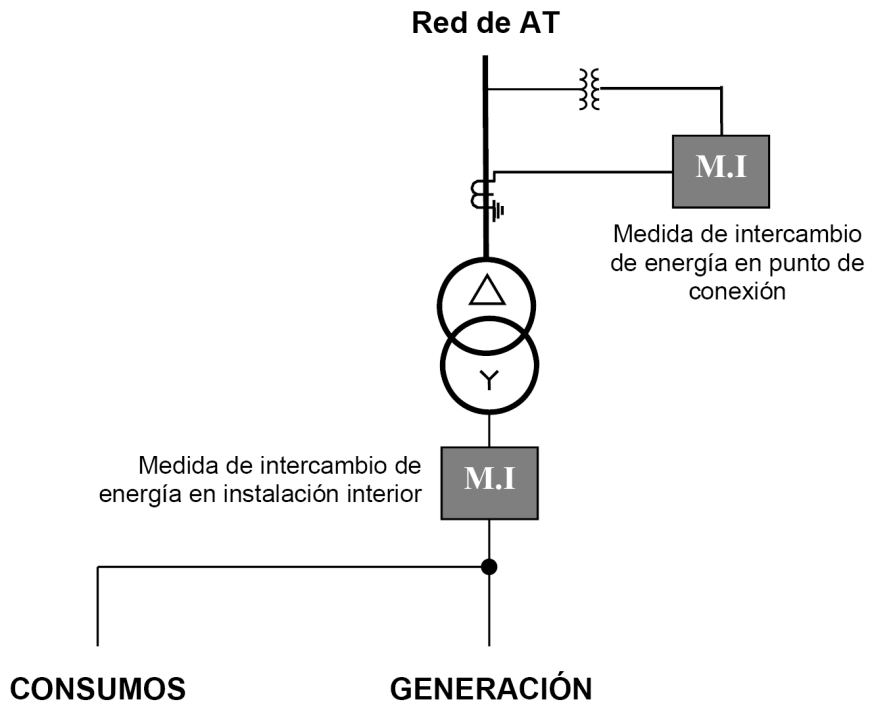 Red de AT
M.I
Medida de intercambio
de energía en punto de
conexión
Medida de intercambio de
energía en instalación interior
M.I
CONSUMOS
GENERACIÓN